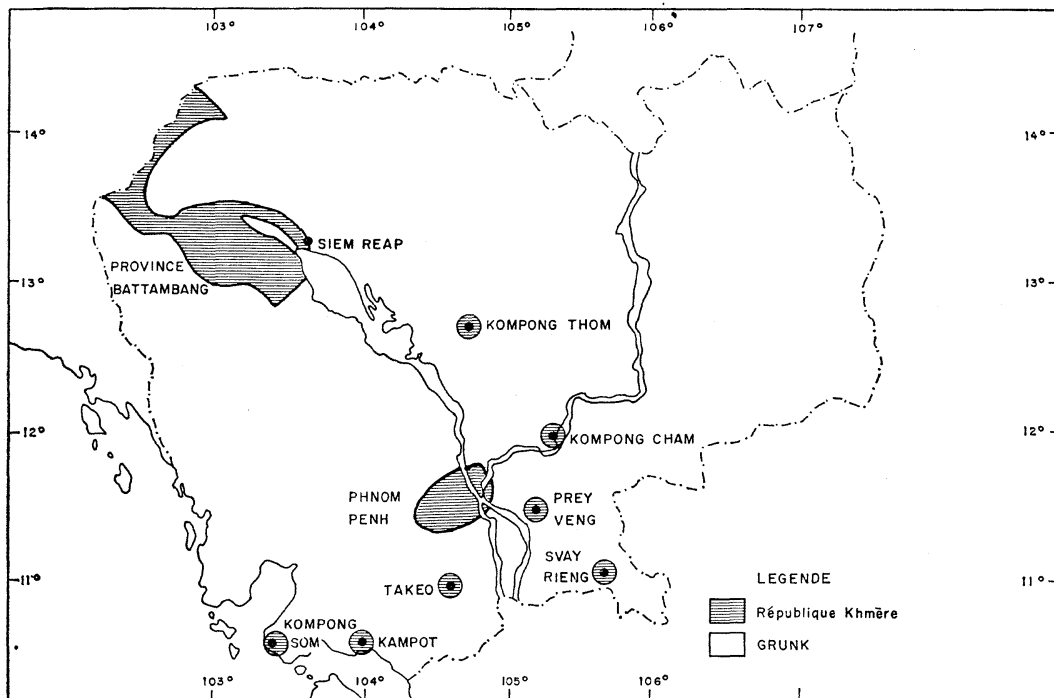 103° 104° 105° 106° 107°
14° 14°
SIEM REAP
PROVINCE
BATTAMBANG
13° 13°
KOMPONG THOM
12° 12°
KOMPONG CHAM
PHNOM
PENH
PREY
VENG
SVAY
RIENG
11° 11°
TAKEO
LEGENDE
République Khmère
GRUNK
KOMPONG
SOM
KAMPOT
103° 104° 105° 106°